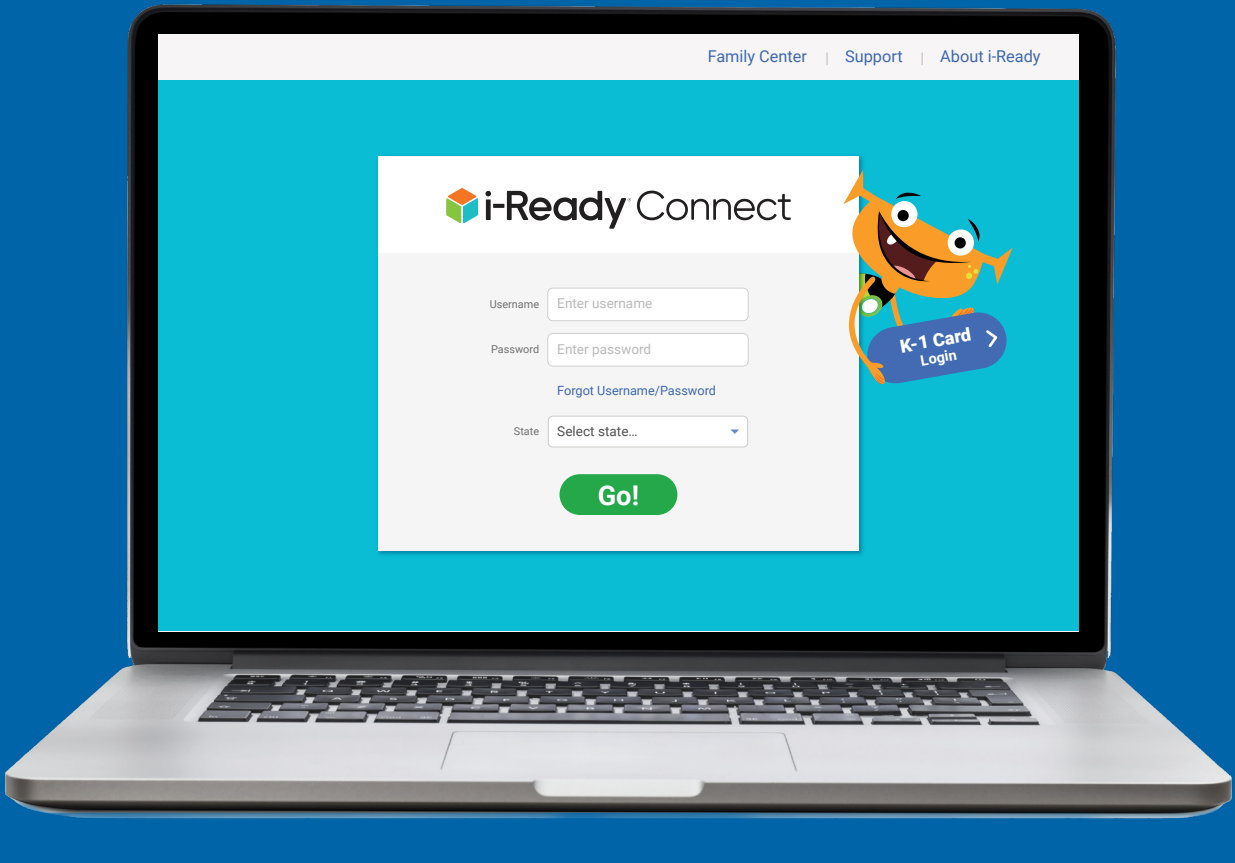 Family Center | Support | About i-Ready
i-Ready Connect
Username Enter username
Password Enter password
Forgot Username/Password
State Select state...
Go!
K-1 Card
Login